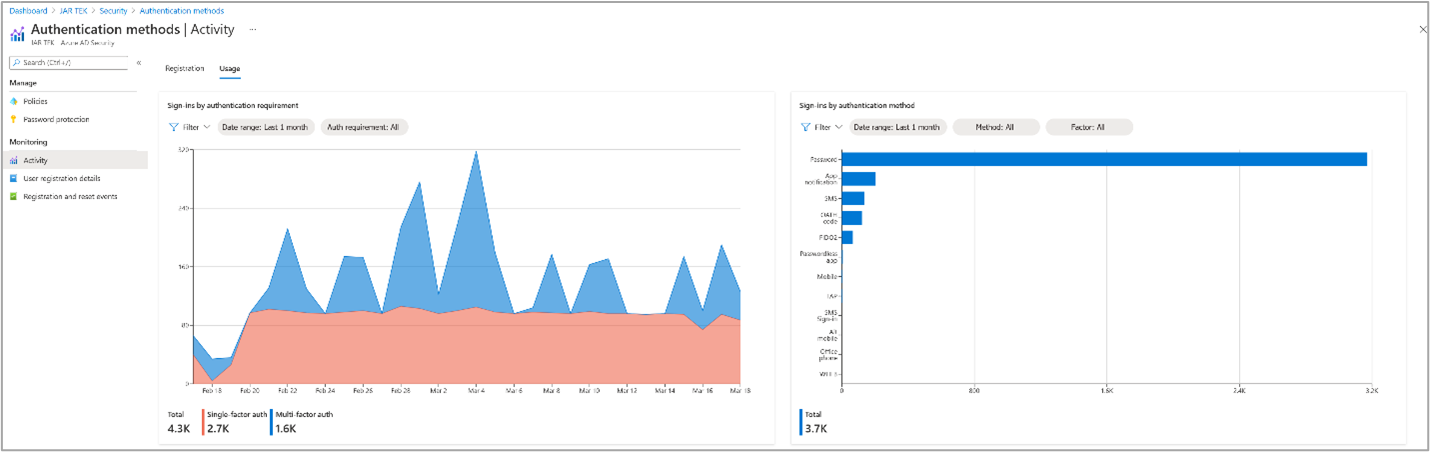 Dashboard > JAR TEK > Security > Authentication methods
Authentication methods | Activity ...
JAR TEK - Azure AD Security
Search (Ctrl+/)
«
Manage
Policies
Password protection
Monitoring
Activity
User registration details
Registration and reset events
Registration Usage
Sign-ins by authentication requirement
Filter Date range: Last 1 month Auth requirement: All
320
240
160
80
0
Feb 18 Feb 20 Feb 22 Feb 24 Feb 26 Feb 28 Mar 2 Mar 4 Mar 6 Mar 8 Mar 10 Mar 12 Mar 14 Mar 16 Mar 18
Total Single-factor auth Multi-factor auth
4.3K 2.7K 1.6K
Sign-ins by authentication method
Filter Date range: Last 1 month Method: All Factor: All
Password
App
notification
SMS
OATH
code
FIDO2
Passwordless
app
Mobile
TAP
SMS
Sign-in
Alt
mobile
Office
phone
0 800 1.6K 2.4K 3.2K
Total
3.7K